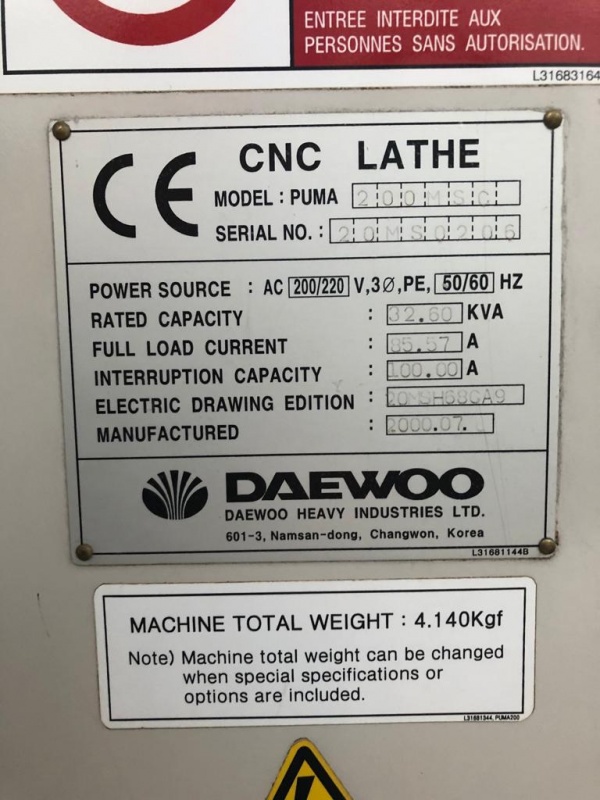 ENTREE INTERDITE AUX
PERSONNES SANS AUTORISATION.
L31683164
CE
CNC LATHE
MODEL : PUMA 200MSC
SERIAL NO. : 20MS0206
POWER SOURCE : AC 200/220 V,3Ø,PE, 50/60 HZ
RATED CAPACITY : 32.60 KVA
FULL LOAD CURRENT : 85.57 A
INTERRUPTION CAPACITY : 100.00 A
ELECTRIC DRAWING EDITION :
MANUFACTURED : 2000.07.
DAEWOO
DAEWOO HEAVY INDUSTRIES LTD.
601-3, Namsan-dong, Changwon, Korea
L31681144B
MACHINE TOTAL WEIGHT : 4.140Kgf
Note) Machine total weight can be changed
when special specifications or
options are included.
L31681344, PUMA200